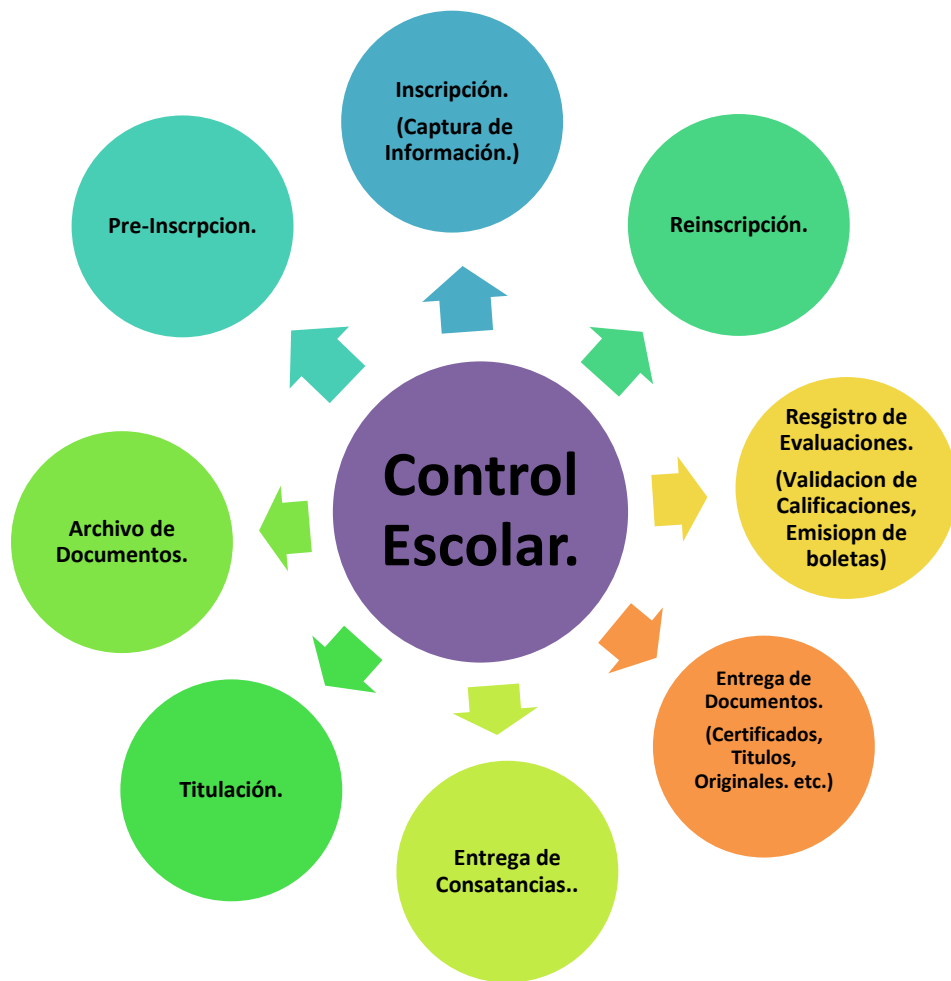 Inscripción.
(Captura de
Información.)
Pre-Inscrpcion.
Reinscripción.
Resgistro de
Evaluaciones.
(Validacion de
Calificaciones,
Emisiopn de
boletas)
Control
Escolar.
Archivo de
Documentos.
Entrega de
Documentos.
(Certificados,
Titulos,
Originales. etc.)
Titulación.
Entrega de
Consatancias..